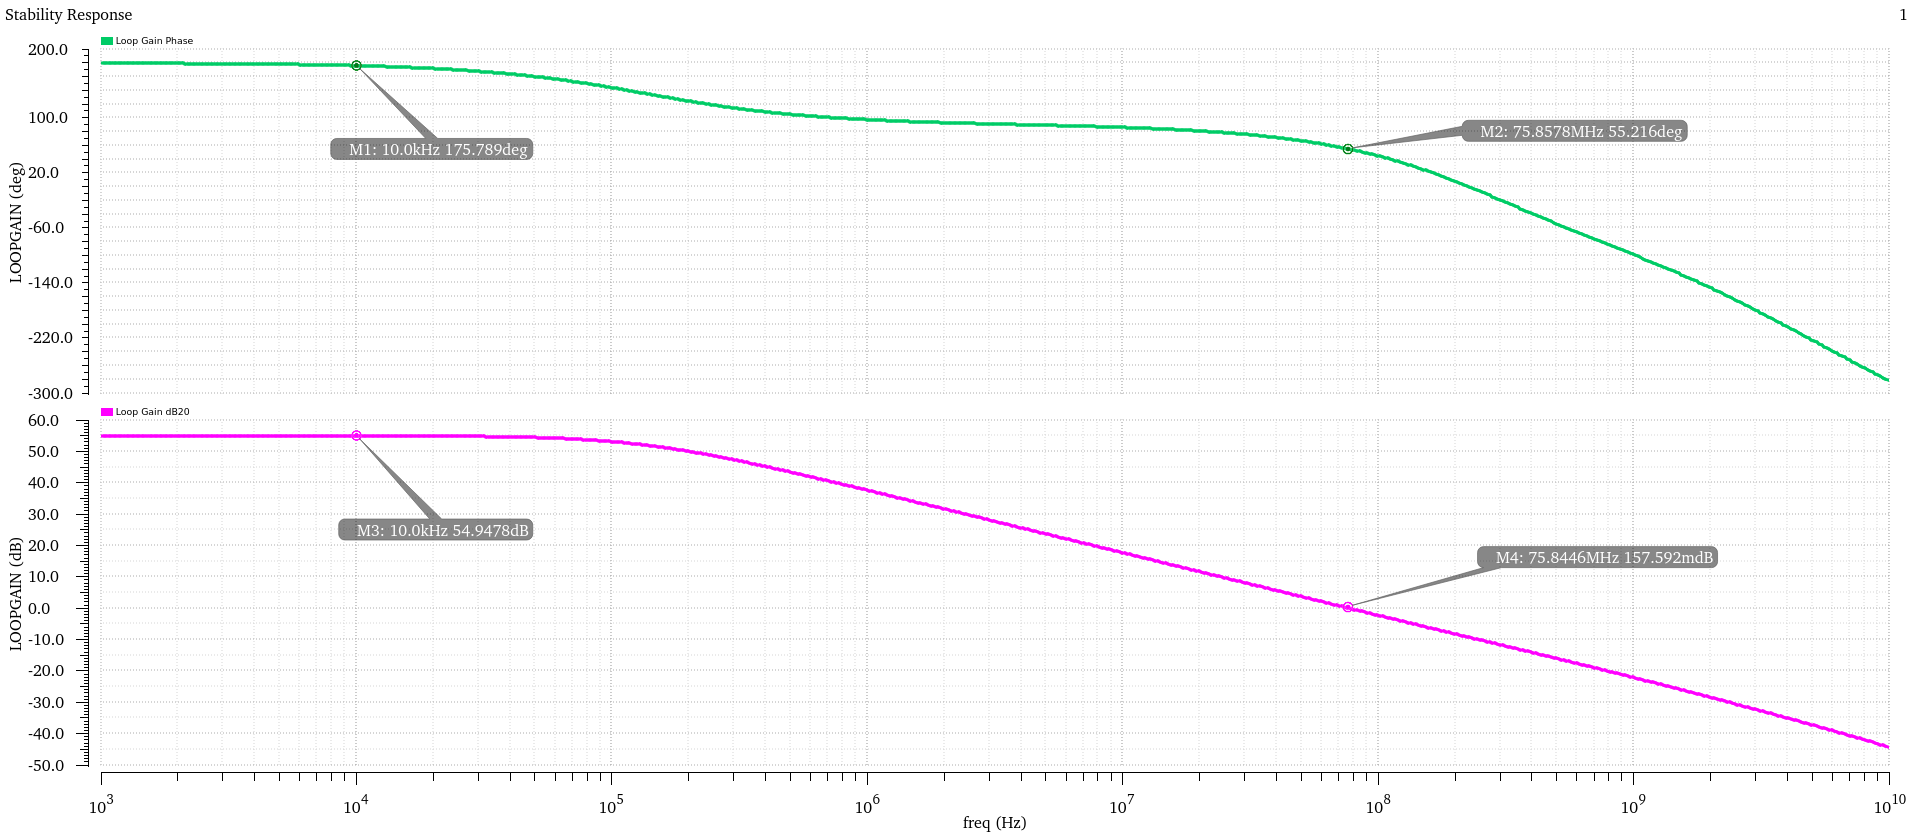 Stability Response
1
Loop Gain Phase
200.0
100.0
20.0
-60.0
-140.0
-220.0
-300.0
LOOPGAIN (deg)
M1: 10.0kHz 175.789deg
M2: 75.8578MHz 55.216deg
Loop Gain dB20
60.0
50.0
40.0
30.0
20.0
10.0
0.0
-10.0
-20.0
-30.0
-40.0
-50.0
LOOPGAIN (dB)
M3: 10.0kHz 54.9478dB
M4: 75.8446MHz 157.592mdB
10³ 10⁴ 10⁵ 10⁶ 10⁷ 10⁸ 10⁹ 10¹⁰
freq (Hz)